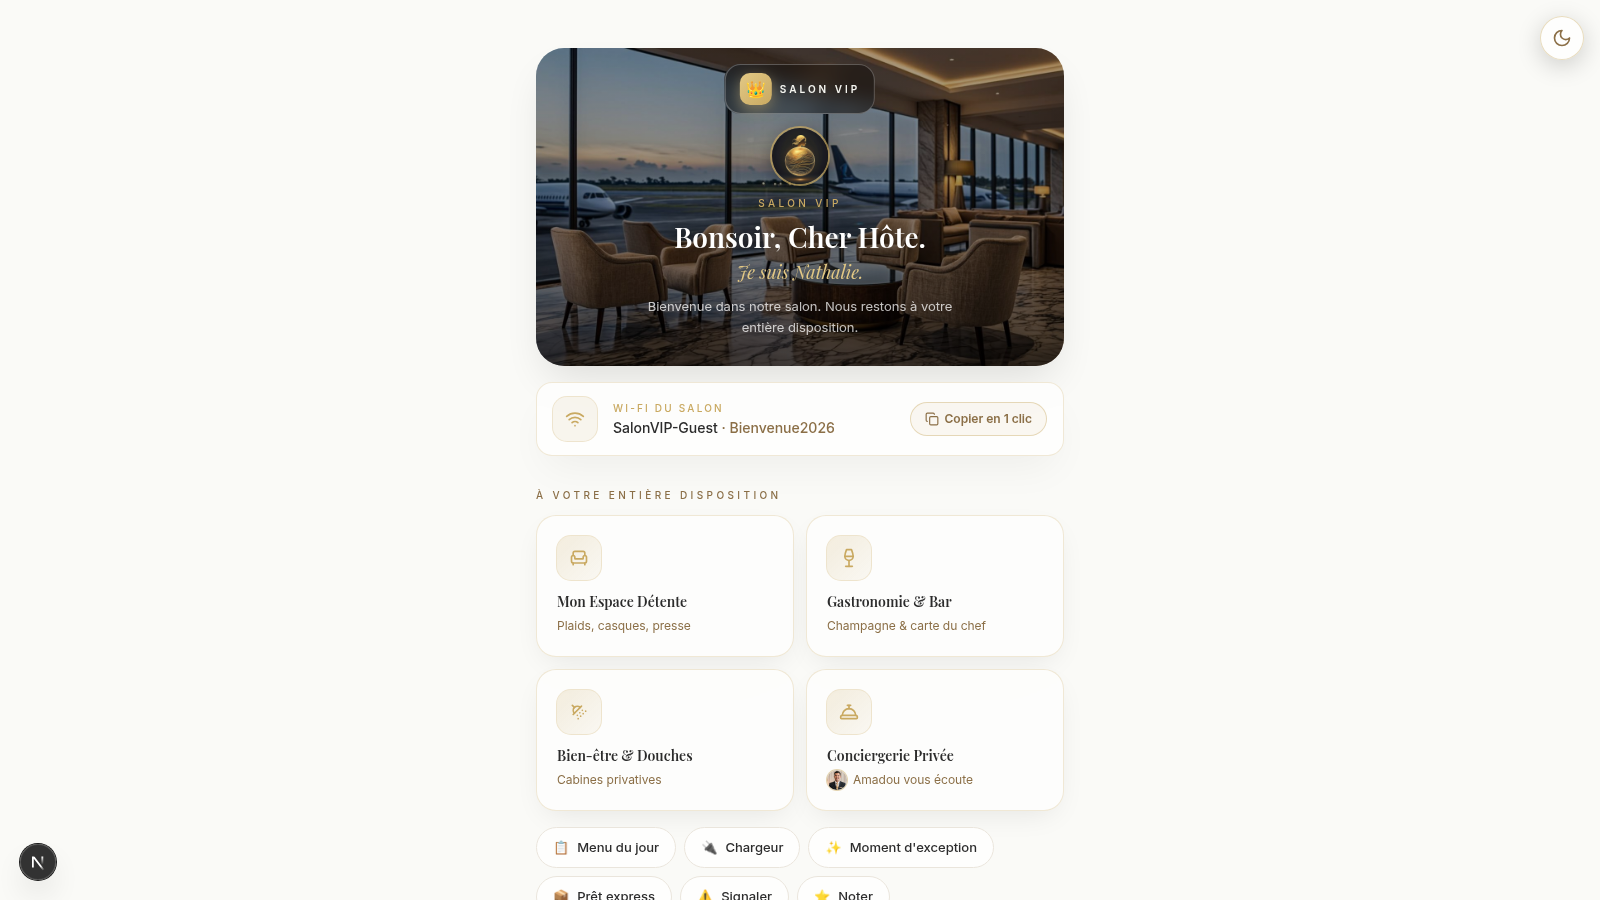 SALON VIP
SALON VIP
Bonsoir, Cher Hôte.
Je suis Nathalie.
Bienvenue dans notre salon. Nous restons à votre
entière disposition.
WI-FI DU SALON
SalonVIP-Guest · Bienvenue2026
Copier en 1 clic
À VOTRE ENTIÈRE DISPOSITION
Mon Espace Détente
Plaids, casques, presse
Gastronomie & Bar
Champagne & carte du chef
Bien-être & Douches
Cabines privatives
Conciergerie Privée
Amadou vous écoute
Menu du jour
Chargeur
Moment d'exception
Prêt express
Signaler
Noter
N